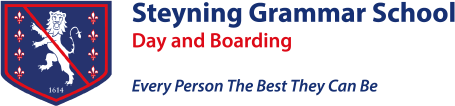 Steyning Grammar School
Day and Boarding
Every Person The Best They Can Be
1614